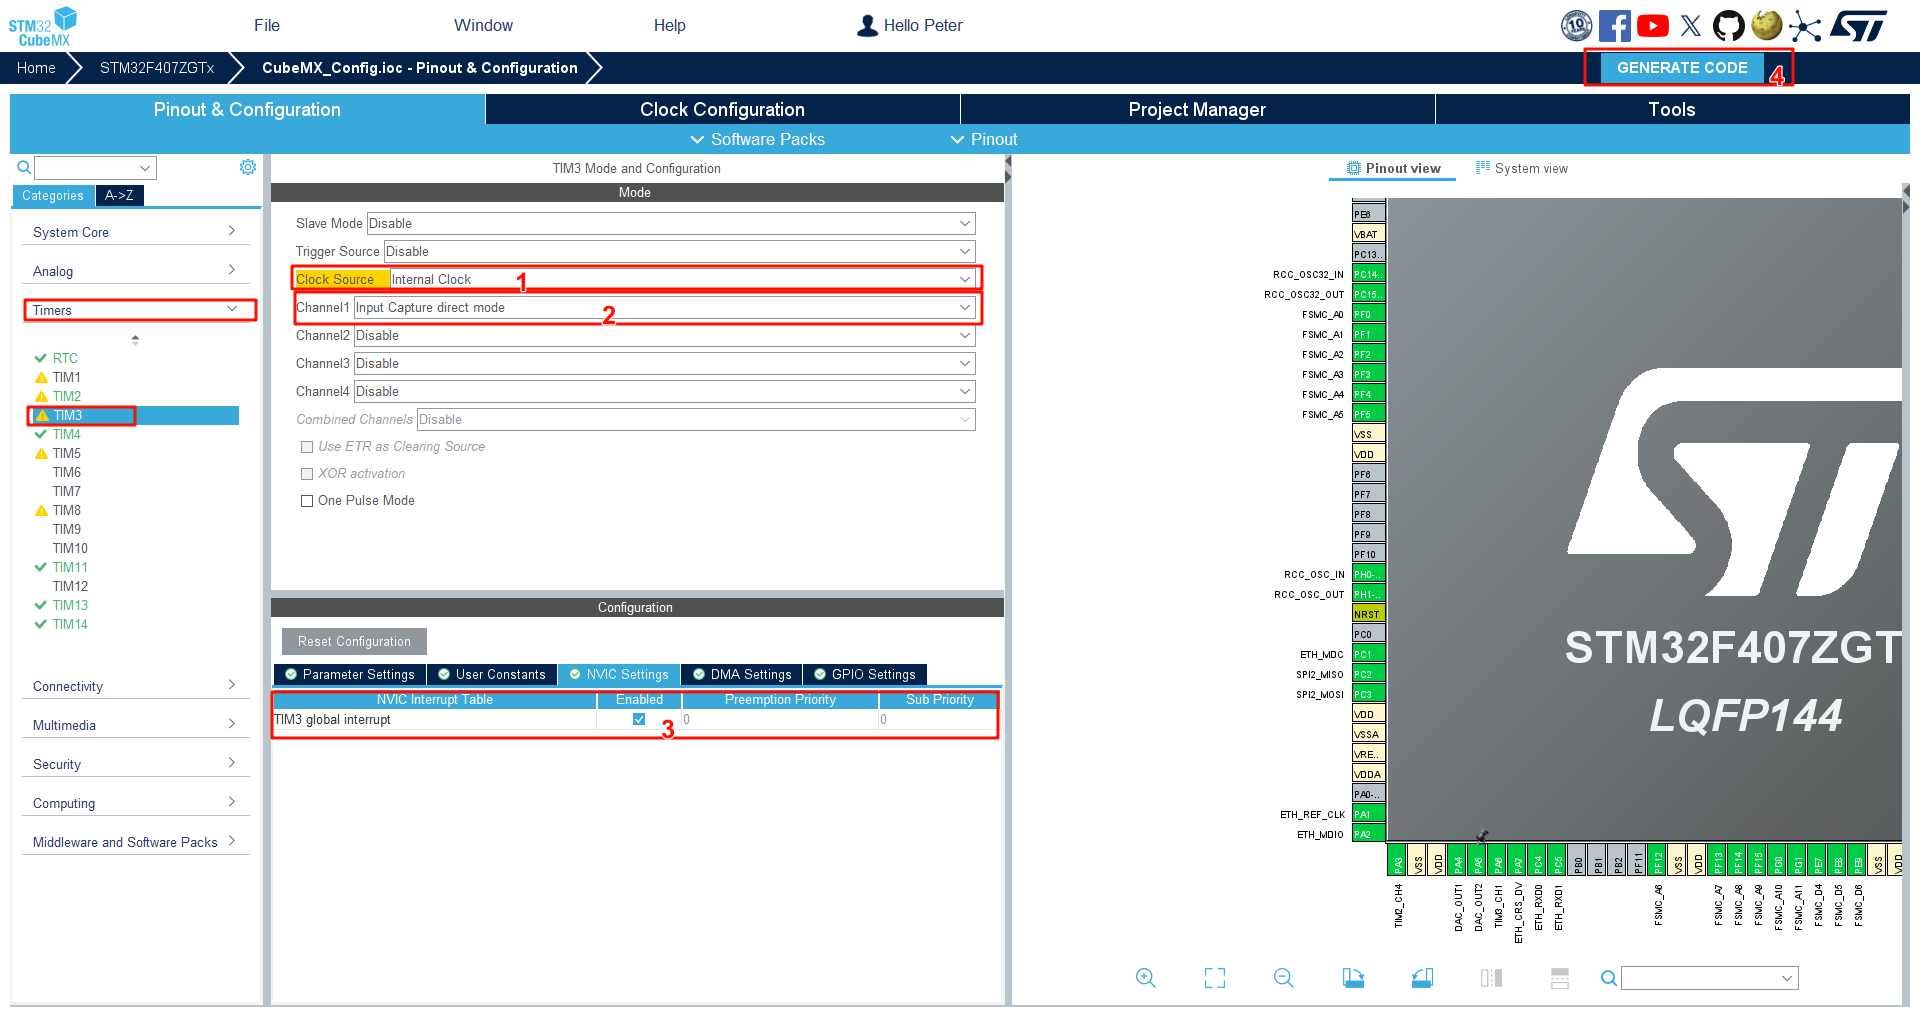 STM32
CubeMX
File
Window
Help
Hello Peter
10
Home
STM32F407ZGTx
CubeMX_Config.ioc - Pinout & Configuration
GENERATE CODE
4
Pinout & Configuration
Clock Configuration
Project Manager
Tools
Software Packs
Pinout
Categories
A->Z
System Core
Analog
Timers
RTC
TIM1
TIM2
TIM3
TIM4
TIM5
TIM6
TIM7
TIM8
TIM9
TIM10
TIM11
TIM12
TIM13
TIM14
Connectivity
Multimedia
Security
Computing
Middleware and Software Packs
TIM3 Mode and Configuration
Mode
Slave Mode Disable
Trigger Source Disable
Clock Source Internal Clock
1
Channel1 Input Capture direct mode
2
Channel2 Disable
Channel3 Disable
Channel4 Disable
Combined Channels Disable
Use ETR as Clearing Source
XOR activation
One Pulse Mode
Configuration
Reset Configuration
Parameter Settings
User Constants
NVIC Settings
DMA Settings
GPIO Settings
NVIC Interrupt Table
Enabled
Preemption Priority
Sub Priority
TIM3 global interrupt
0
0
3
Pinout view
System view
PE6
VBAT
PC13..
RCC_OSC32_IN PC14..
RCC_OSC32_OUT PC15..
FSMC_A0 PF0
FSMC_A1 PF1
FSMC_A2 PF2
FSMC_A3 PF3
FSMC_A4 PF4
FSMC_A5 PF5
VSS
VDD
PF6
PF7
PF8
PF9
PF10
RCC_OSC_IN PH0-..
RCC_OSC_OUT PH1-..
NRST
PC0
ETH_MDC PC1
SPI2_MISO PC2
SPI2_MOSI PC3
VDD
VSSA
VRE..
VDDA
PA0-..
ETH_REF_CLK PA1
ETH_MDIO PA2
STM32F407ZGT
LQFP144
PA3
VSS
VDD
PA4
PA5
PA6
PA7
PC4
PC5
PB0
PB1
PB2
PF11
PF12
VSS
VDD
PF13
PF14
PF15
PG0
PG1
PE7
PE8
PE9
VSS
VDD
TIM2_CH4
DAC_OUT1
DAC_OUT2
TIM3_CH1
ETH_CRS_DV
ETH_RXD0
ETH_RXD1
FSMC_A6
FSMC_A7
FSMC_A8
FSMC_A9
FSMC_A10
FSMC_A11
FSMC_D4
FSMC_D5
FSMC_D6